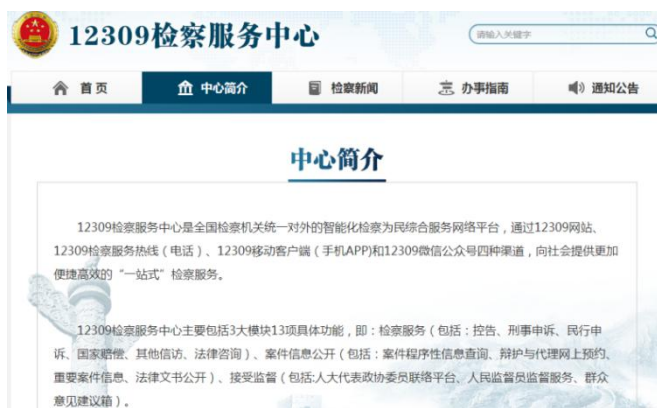 12309检察服务中心
请输入关键字
首页 中心简介 检察新闻 办事指南 通知公告
中心简介
12309检察服务中心是全国检察机关统一对外的智能化检察为民综合服务网络平台，通过12309网站、
12309检察服务热线（电话）、12309移动客户端（手机APP)和12309微信公众号四种渠道，向社会提供更加
便捷高效的“一站式”检察服务。
12309检察服务中心主要包括3大模块13项具体功能，即：检察服务（包括：控告、刑事申诉、民行申
诉、国家赔偿、其他信访、法律咨询）、案件信息公开（包括：案件程序性信息查询、辩护与代理网上预约、
重要案件信息、法律文书公开）、接受监督（包括:人大代表政协委员联络平台、人民监督员监督服务、群众
意见建议箱）。